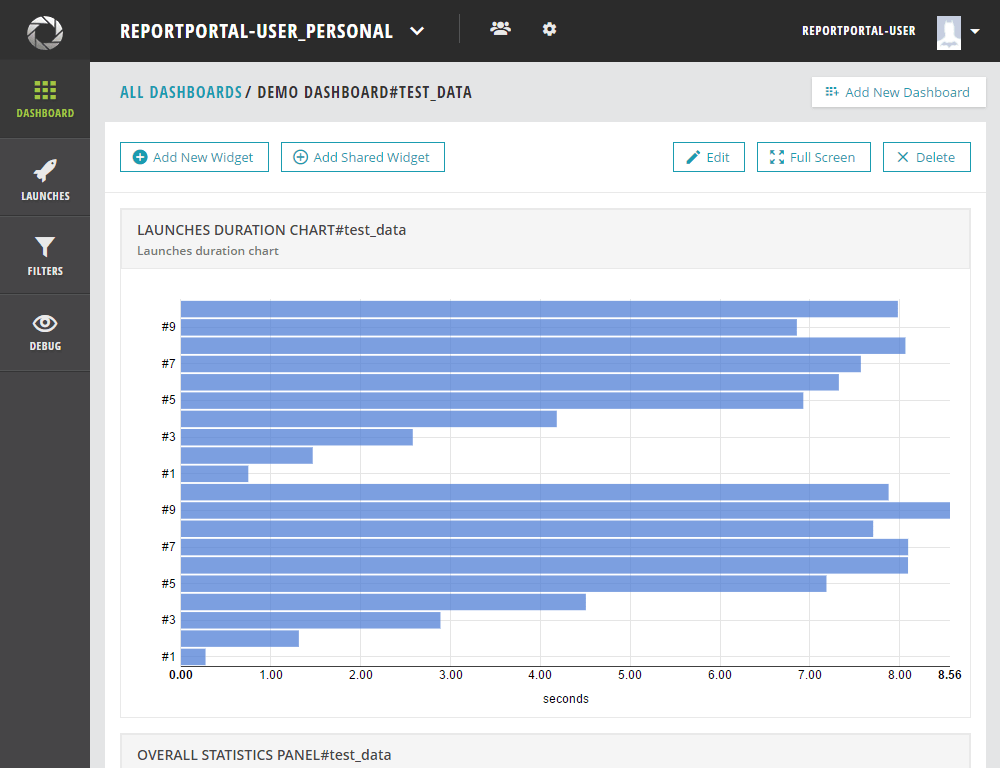 REPORTPORTAL-USER_PERSONAL
REPORTPORTAL-USER
DASHBOARD
LAUNCHES
FILTERS
DEBUG
ALL DASHBOARDS / DEMO DASHBOARD#TEST_DATA
Add New Dashboard
Add New Widget
Add Shared Widget
Edit
Full Screen
Delete
LAUNCHES DURATION CHART#test_data
Launches duration chart
#9
#7
#5
#3
#1
#9
#7
#5
#3
#1
0.00 1.00 2.00 3.00 4.00 5.00 6.00 7.00 8.00 8.56
seconds
OVERALL STATISTICS PANEL#test_data